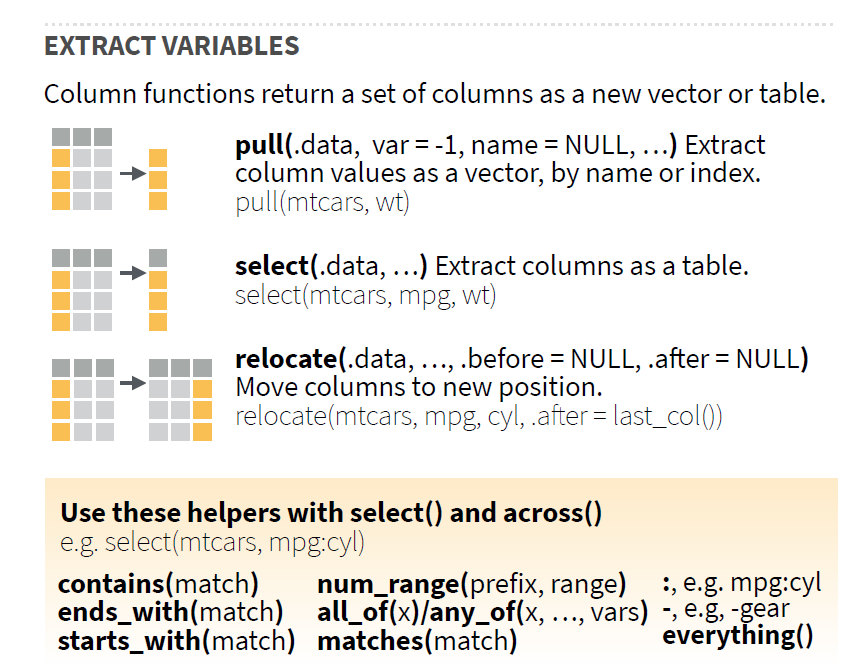 EXTRACT VARIABLES
Column functions return a set of columns as a new vector or table.
pull(.data, var = -1, name = NULL, …) Extract
column values as a vector, by name or index.
pull(mtcars, wt)
select(.data, …) Extract columns as a table.
select(mtcars, mpg, wt)
relocate(.data, …, .before = NULL, .after = NULL)
Move columns to new position.
relocate(mtcars, mpg, cyl, .after = last_col())
Use these helpers with select() and across()
e.g. select(mtcars, mpg:cyl)
contains(match) num_range(prefix, range) :, e.g. mpg:cyl
ends_with(match) all_of(x)/any_of(x, …, vars) -, e.g, -gear
starts_with(match) matches(match) everything()